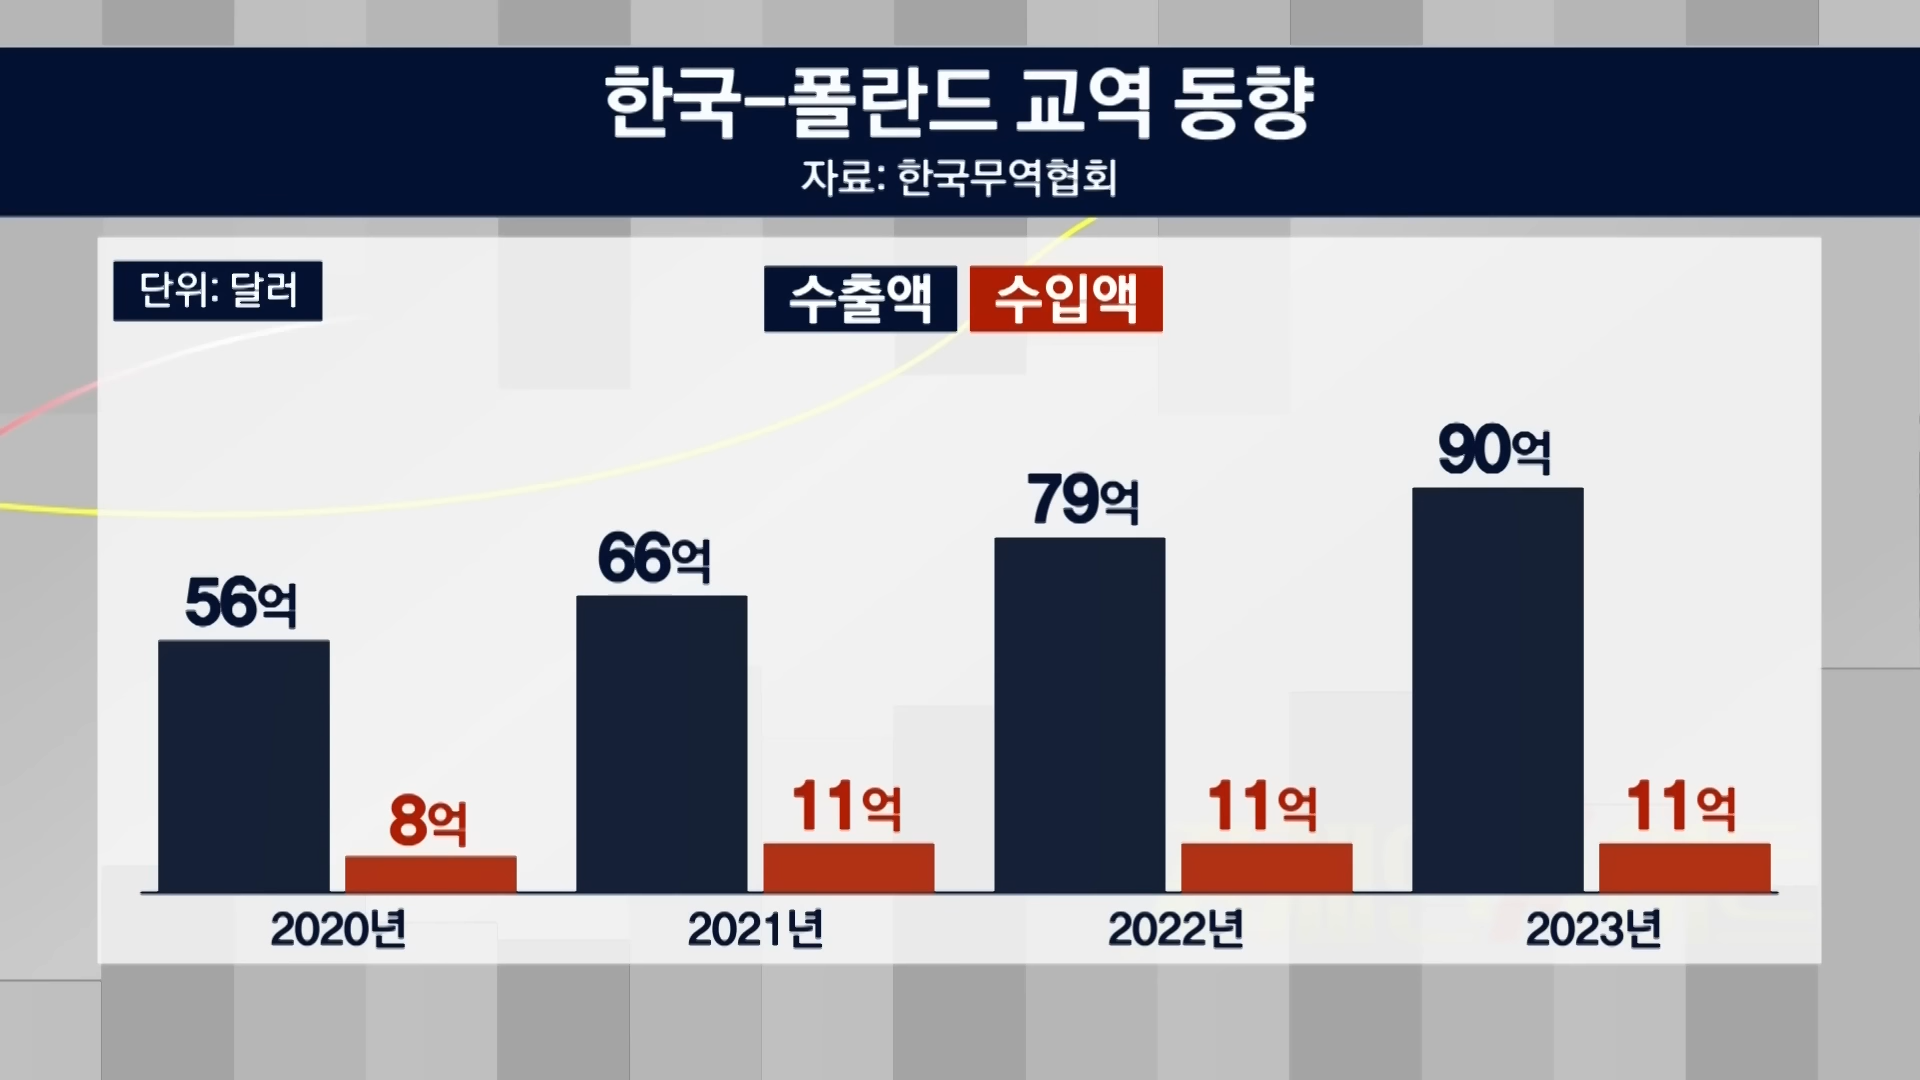 한국-폴란드 교역 동향
자료: 한국무역협회
단위: 달러
수출액 수입액
56억 8억
66억 11억
79억 11억
90억 11억
2020년 2021년 2022년 2023년